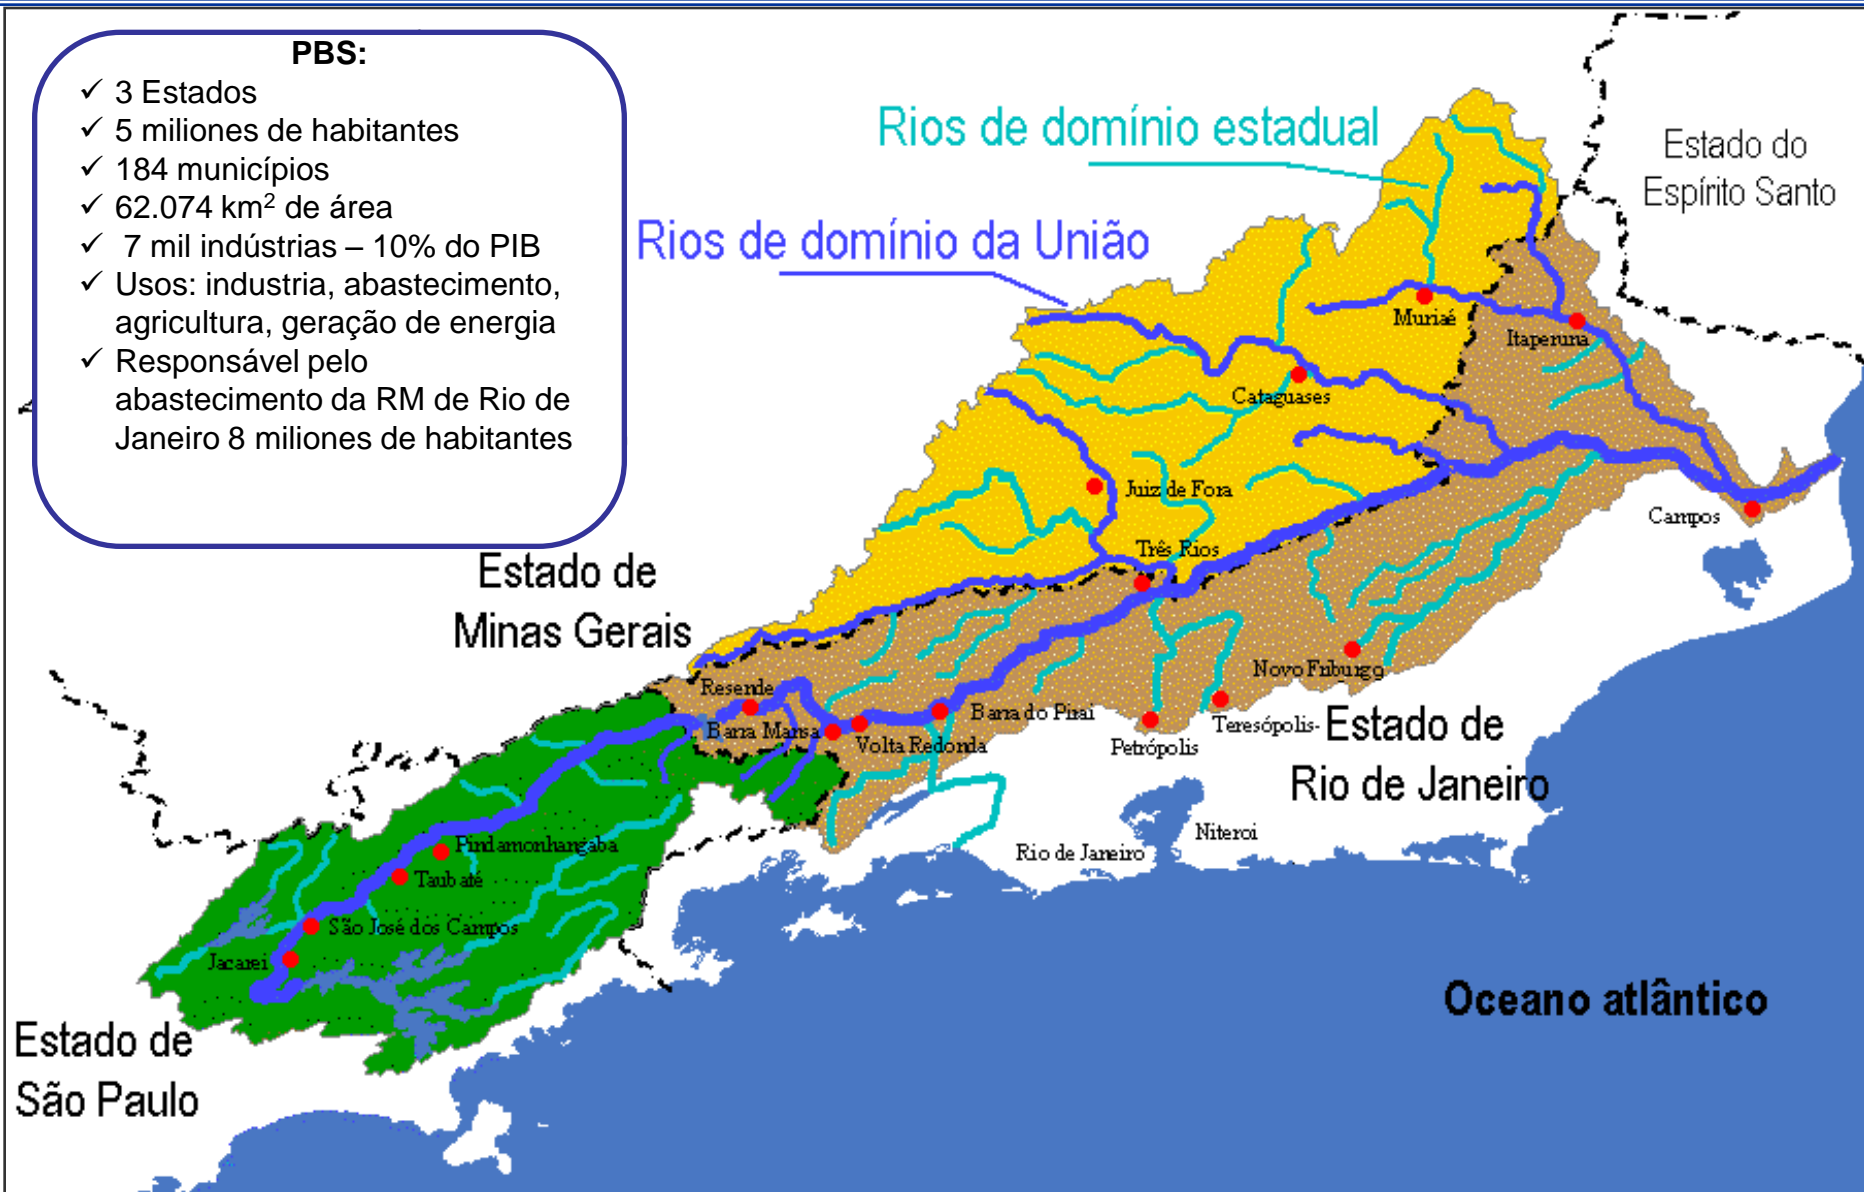 PBS:
✓ 3 Estados
✓ 5 miliones de habitantes
✓ 184 municípios
✓ 62.074 km² de área
✓ 7 mil indústrias – 10% do PIB
✓ Usos: industria, abastecimento,
agricultura, geração de energia
✓ Responsável pelo
abastecimento da RM de Rio de
Janeiro 8 miliones de habitantes
Rios de domínio estadual
Estado do
Espírito Santo
Rios de domínio da União
Muriaé
Itaperuna
Cataguases
Juiz de Fora
Campos
Três Rios
Estado de
Minas Gerais
Novo Friburgo
Resende
Barra do Pirai
Teresópolis
Barra Mansa
Volta Redonda
Petrópolis
Estado de
Rio de Janeiro
Niteroi
Rio de Janeiro
Pindamonhangaba
Taubaté
São José dos Campos
Jacarei
Oceano atlântico
Estado de
São Paulo